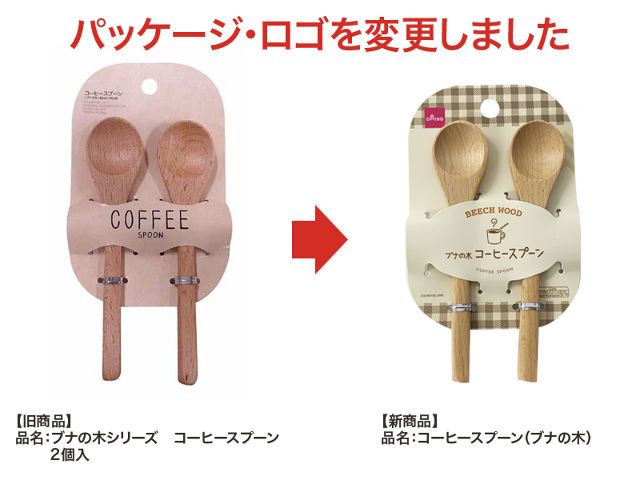 パッケージ・ロゴを変更しました
コーヒースプーン
COFFEE
SPOON
DAISO
BEECH WOOD
ブナの木 コーヒースプーン
COFFEE SPOON
【旧商品】
品名：ブナの木シリーズ　コーヒースプーン
2個入
【新商品】
品名：コーヒースプーン（ブナの木）